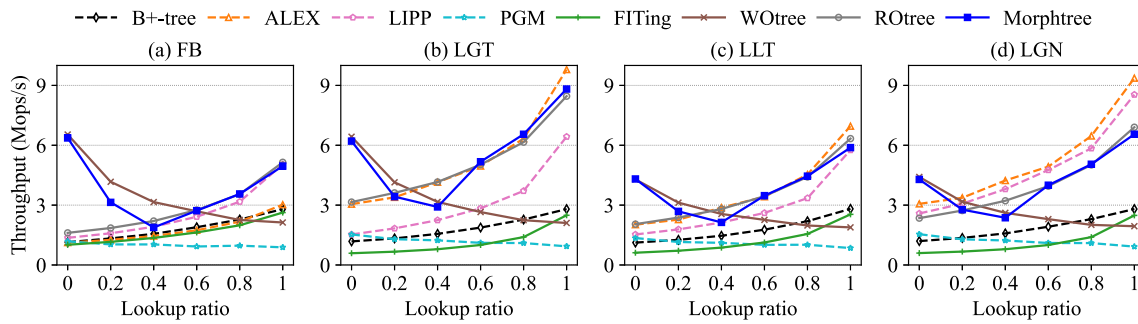 B+-tree ALEX LIPP PGM FITing WOtree ROtree Morphtree
(a) FB (b) LGT (c) LLT (d) LGN
Throughput (Mops/s)
9 9 9 9
6 6 6 6
3 3 3 3
0 0 0 0
0 0.2 0.4 0.6 0.8 1 0 0.2 0.4 0.6 0.8 1 0 0.2 0.4 0.6 0.8 1 0 0.2 0.4 0.6 0.8 1
Lookup ratio Lookup ratio Lookup ratio Lookup ratio